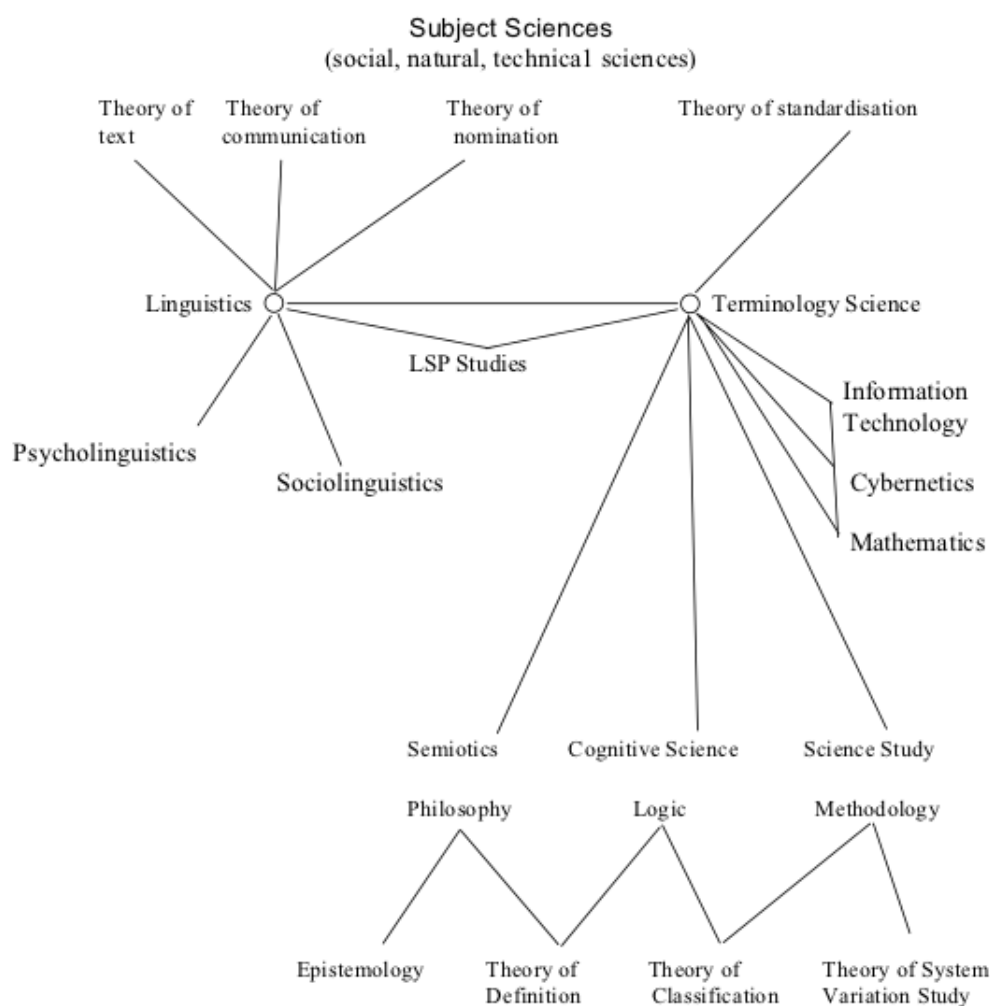 Subject Sciences
(social, natural, technical sciences)
Theory of text
Theory of communication
Theory of nomination
Theory of standardisation
Linguistics
Terminology Science
LSP Studies
Information
Technology
Psycholinguistics
Sociolinguistics
Cybernetics
Mathematics
Semiotics
Cognitive Science
Science Study
Philosophy
Logic
Methodology
Epistemology
Theory of
Definition
Theory of
Classification
Theory of System
Variation Study